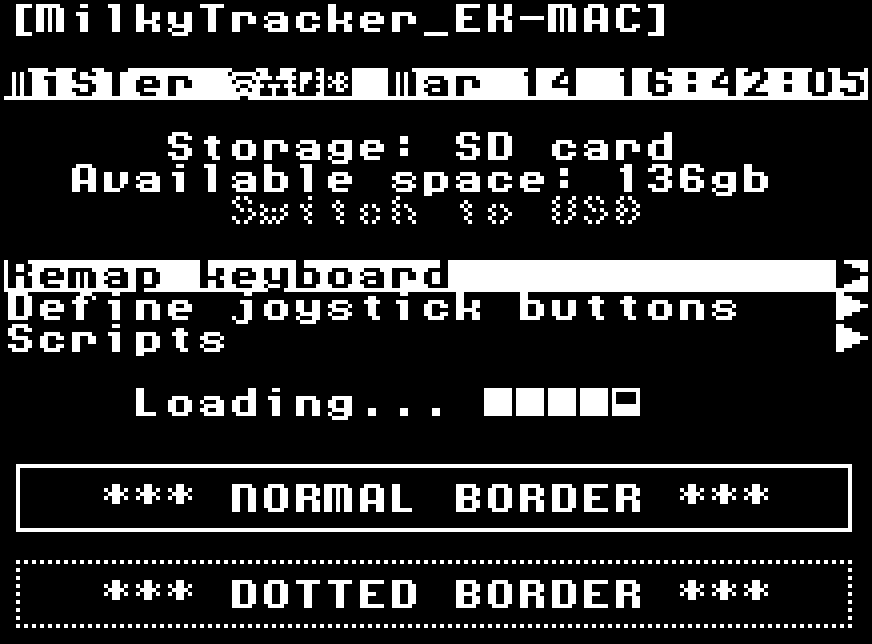 [MilkyTracker_EK-MAC]
MiSTer Mar 14 16:42:05
Storage: SD card
Available space: 136gb
Switch to USB
Remap keyboard
Define joystick buttons
Scripts
Loading...
*** NORMAL BORDER ***
*** DOTTED BORDER ***